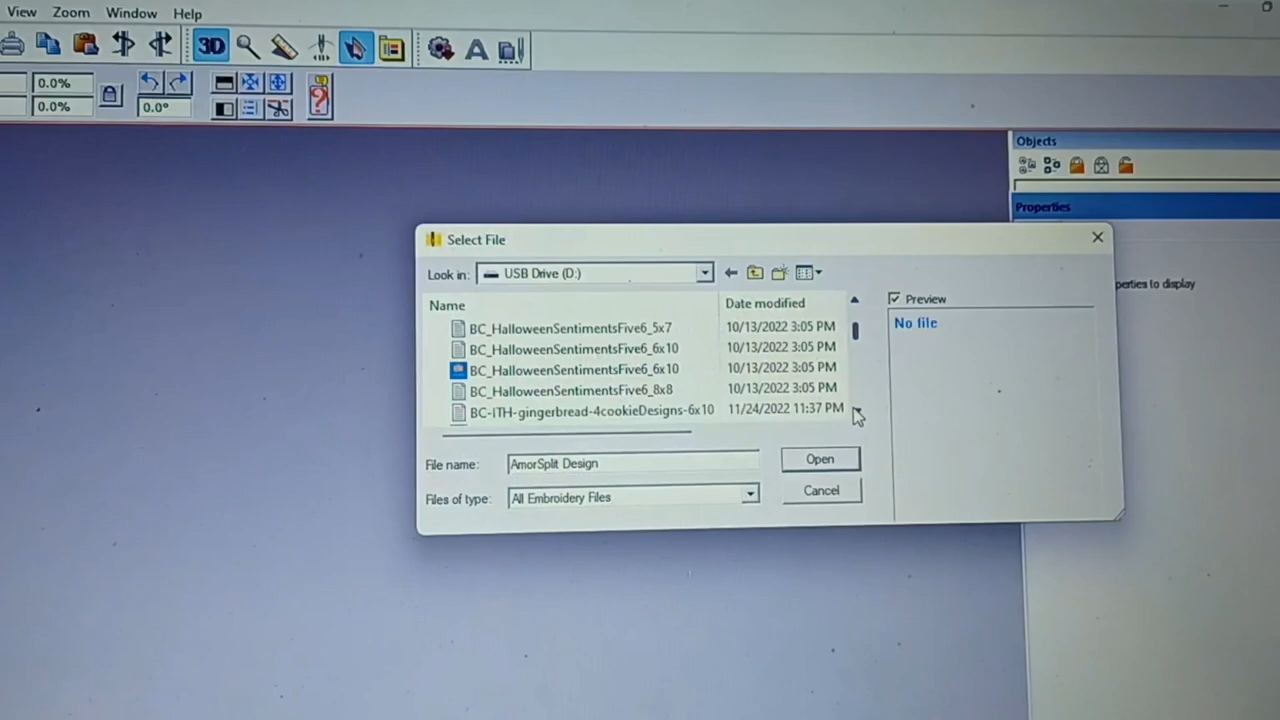 View Zoom Window Help
3D
A
0.0%
0.0%
0.0°
?
Objects
Properties
perties to display
Select File
Look in: USB Drive (D:)
Name Date modified
BC_HalloweenSentimentsFive6_5x7 10/13/2022 3:05 PM
BC_HalloweenSentimentsFive6_6x10 10/13/2022 3:05 PM
BC_HalloweenSentimentsFive6_6x10 10/13/2022 3:05 PM
BC_HalloweenSentimentsFive6_8x8 10/13/2022 3:05 PM
BC-ITH-gingerbread-4cookieDesigns-6x10 11/24/2022 11:37 PM
Preview
No file
File name: AmorSplit Design Open
Files of type: All Embroidery Files Cancel